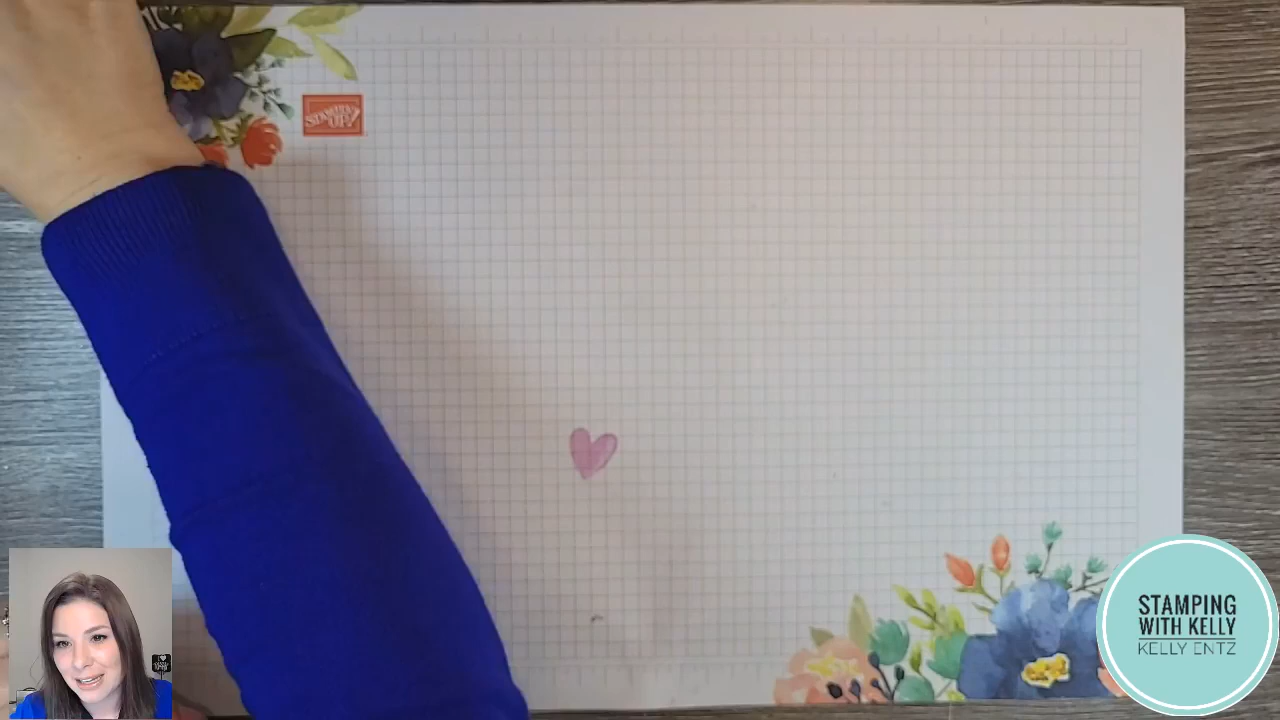 STAMPIN'
UP!
STAMPING
WITH KELLY
KELLY ENTZ